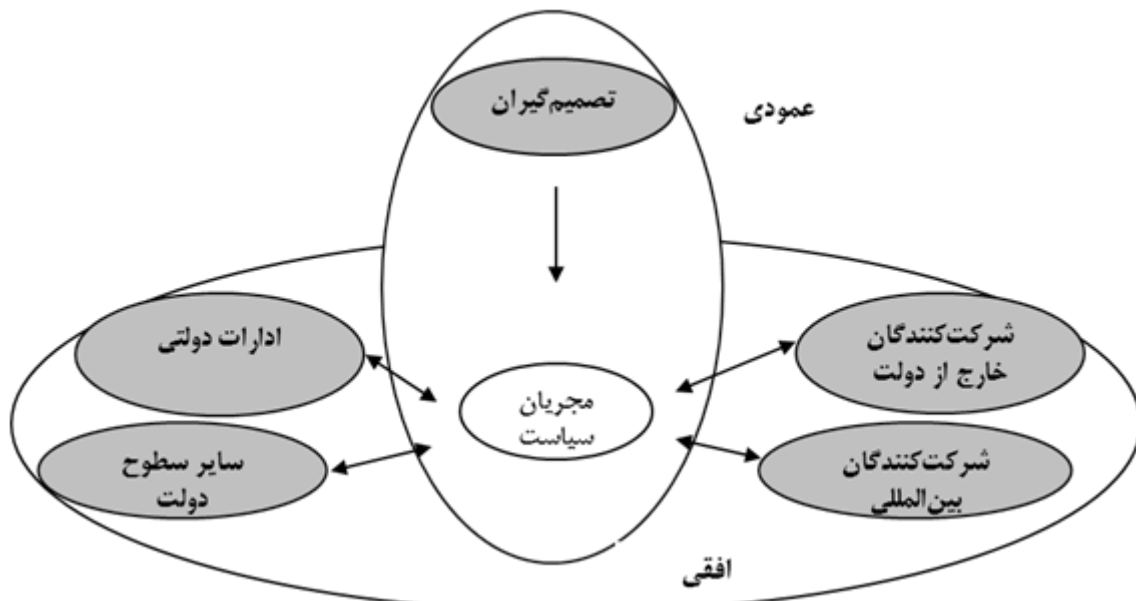 تصمیم‌گیران
عمودی
شرکت‌کنندگان
خارج از دولت
ادارات دولتی
مجریان
سیاست
شرکت‌کنندگان
بین‌المللی
سایر سطوح
دولت
افقی